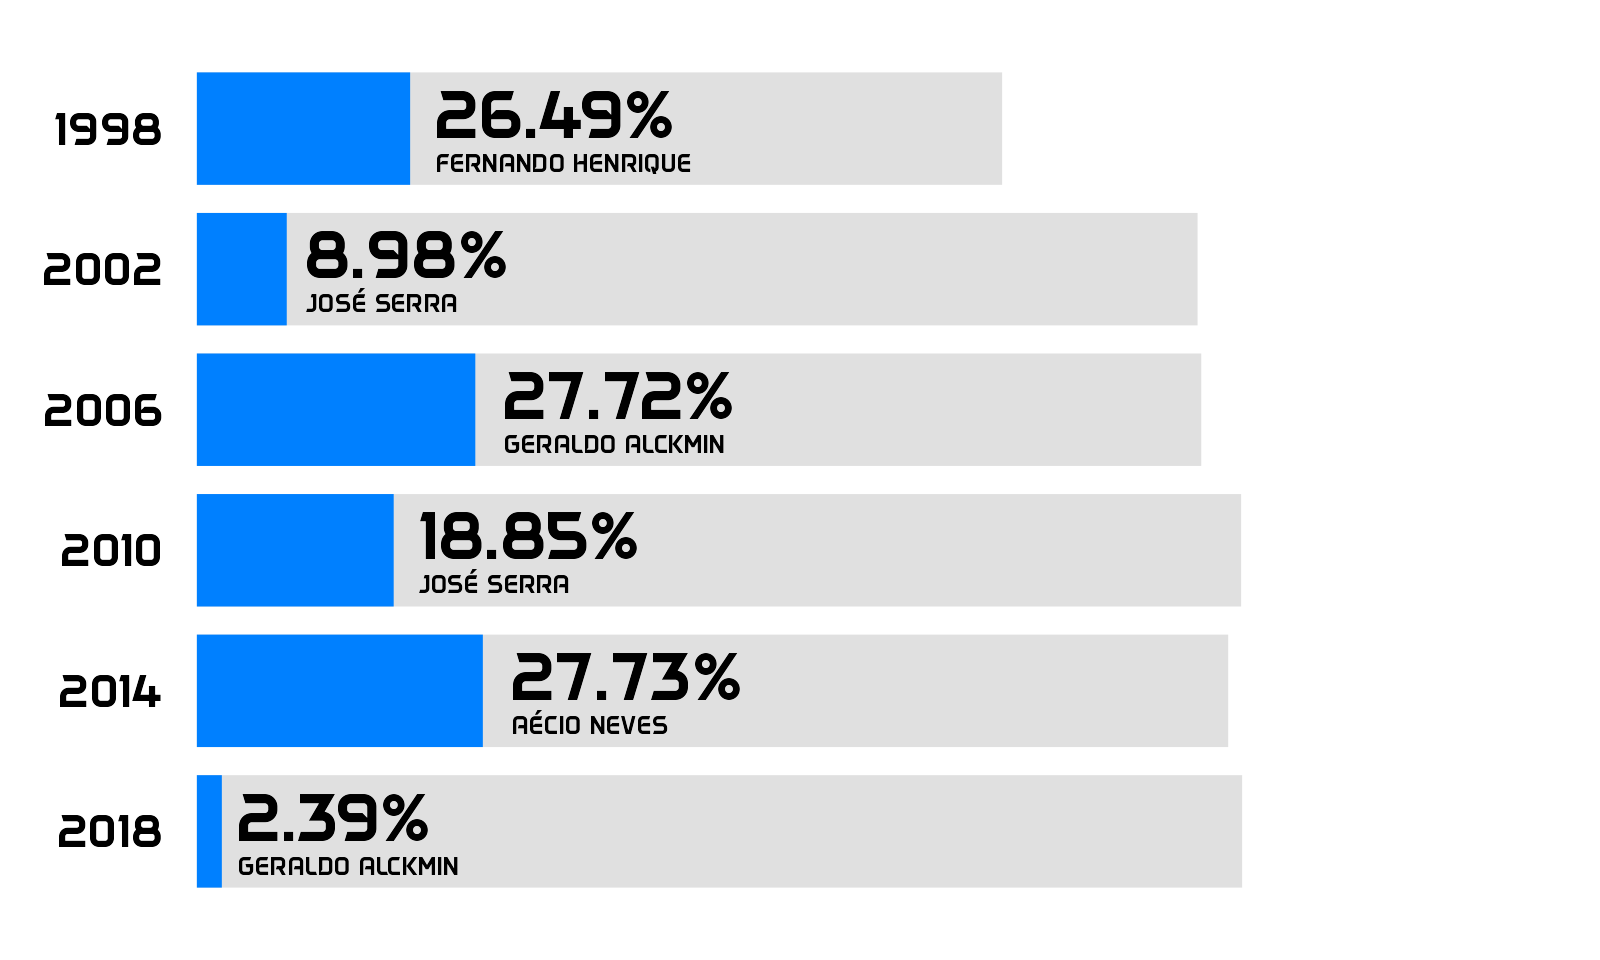 1998
26.49%
FERNANDO HENRIQUE
2002
8.98%
JOSÉ SERRA
2006
27.72%
GERALDO ALCKMIN
2010
18.85%
JOSÉ SERRA
2014
27.73%
AÉCIO NEVES
2018
2.39%
GERALDO ALCKMIN